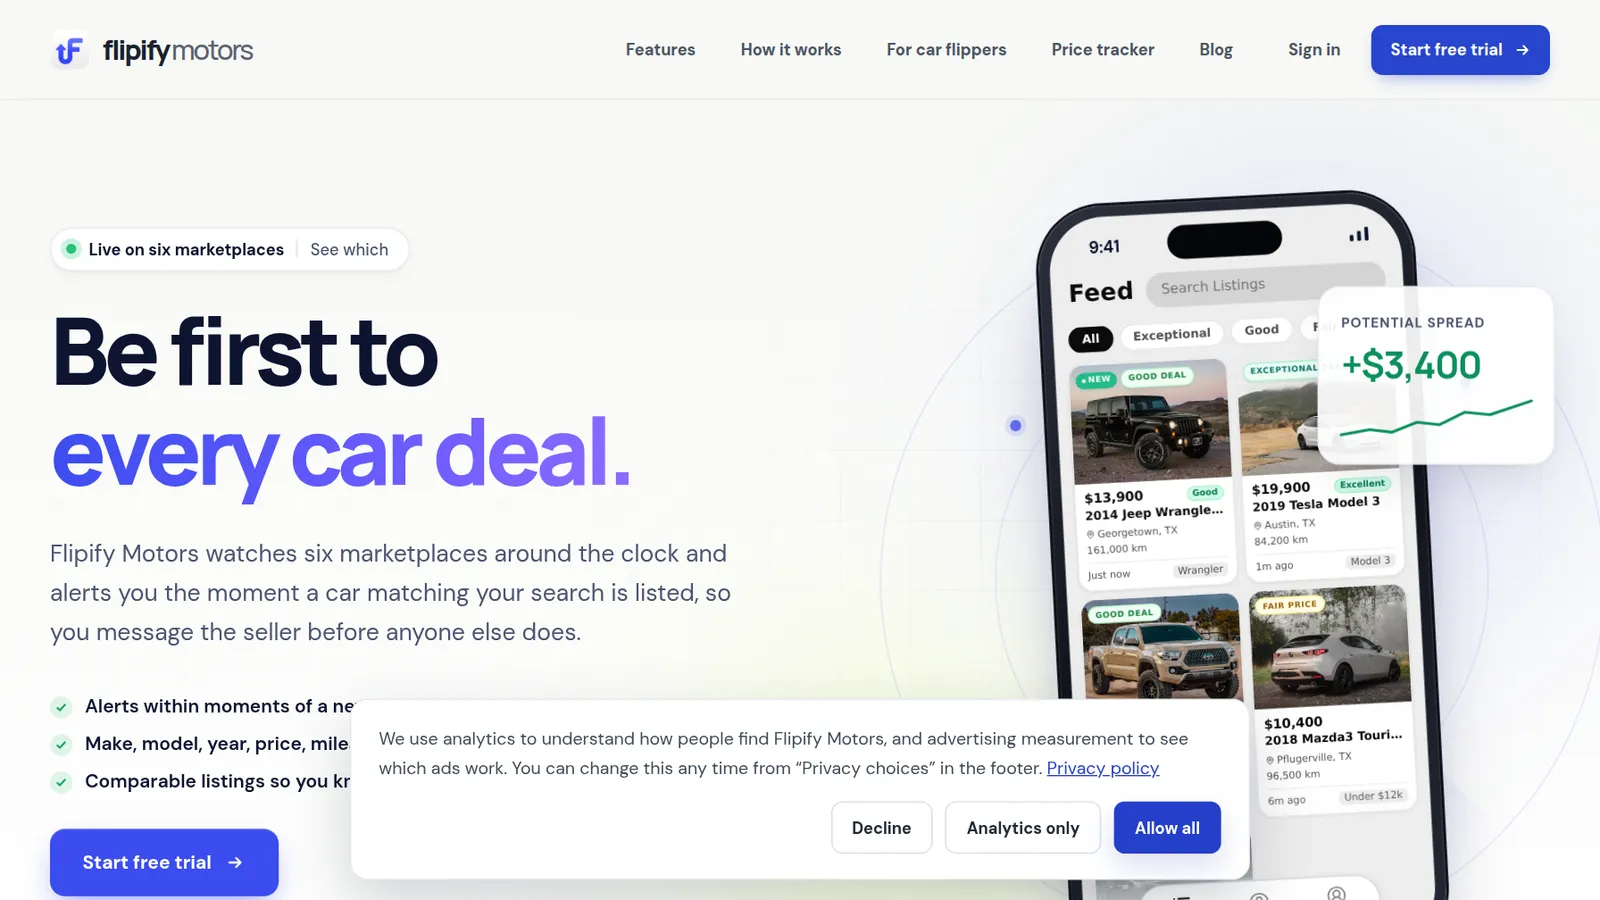 flipifymotors
Features
How it works
For car flippers
Price tracker
Blog
Sign in
Start free trial →
Live on six marketplaces
See which
Be first to
every car deal.
Flipify Motors watches six marketplaces around the clock and
alerts you the moment a car matching your search is listed, so
you message the seller before anyone else does.
Alerts within moments of a
Make, model, year, price,
Comparable listings so you
Start free trial →
9:41
Feed
Search Listings
All
Exceptional
Good
POTENTIAL SPREAD
+$3,400
NEW
GOOD DEAL
EXCEPTIONAL
$13,900
Good
2014 Jeep Wrangle...
Georgetown, TX
161,000 km
Just now
Wrangler
$19,900
Excellent
2019 Tesla Model 3
Austin, TX
84,200 km
1m ago
Model 3
GOOD DEAL
FAIR PRICE
$10,400
2018 Mazda3 Touri...
Pflugerville, TX
96,500 km
6m ago
Under $12k
We use analytics to understand how people find Flipify Motors, and advertising measurement to see
which ads work. You can change this any time from “Privacy choices” in the footer. Privacy policy
Decline
Analytics only
Allow all